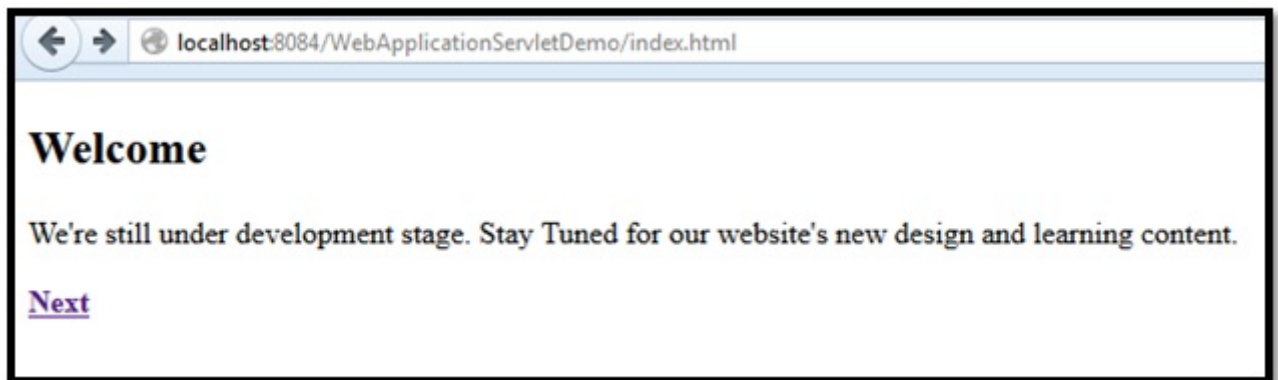 localhost:8084/WebApplicationServletDemo/index.html
Welcome
We're still under development stage. Stay Tuned for our website's new design and learning content.
Next